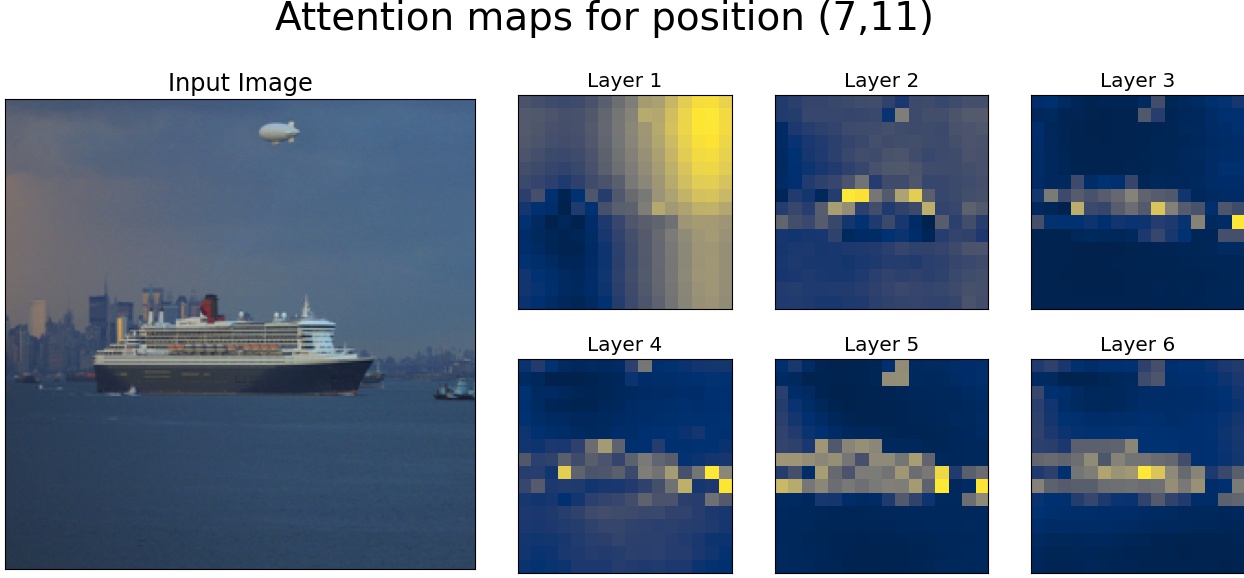 Attention maps for position (7,11)
Input Image
Layer 1
Layer 2
Layer 3
Layer 4
Layer 5
Layer 6